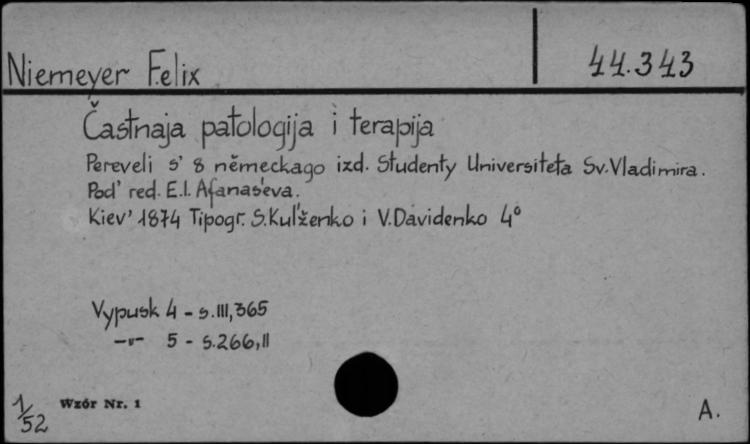 Niemeyer Felix
44.343
Častnaja patologija i terapija
Pereveli s' 8 německago izd. Studenty Universiteta Sv. Vladimira.
Pod' red. E.I. Afanas'eva.
Kiev' 1874 Tipogr. S. Kul'ženko i V. Davidenko 4°
Vypusk 4 - s.III,365
-"- 5 - s.266,II
1/52
Wzór Nr. 1
A.